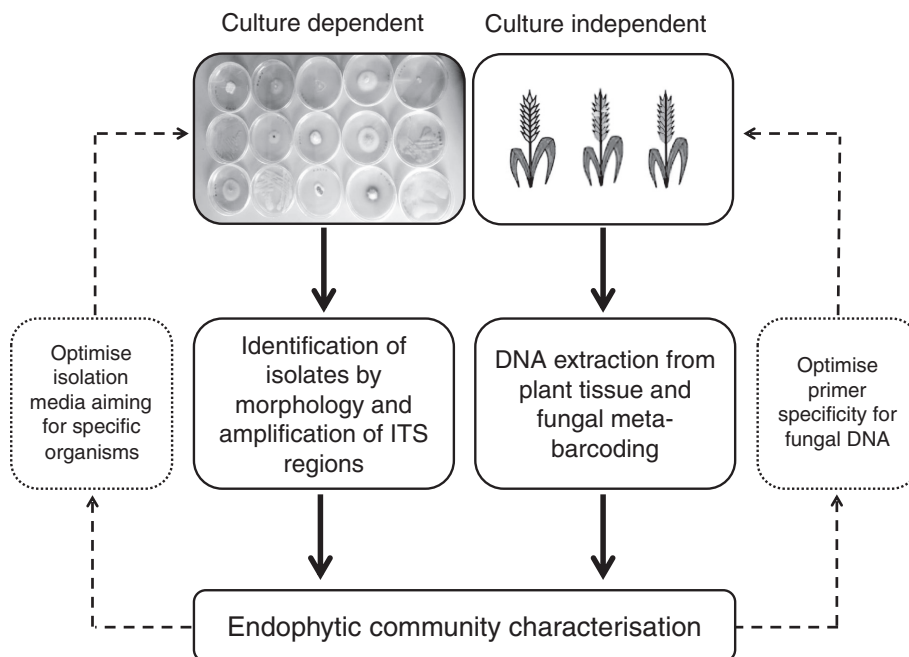 Culture dependent
Culture independent
Optimise
isolation
media aiming
for specific
organisms
Identification of
isolates by
morphology and
amplification of ITS
regions
DNA extraction from
plant tissue and
fungal meta-
barcoding
Optimise
primer
specificity for
fungal DNA
Endophytic community characterisation